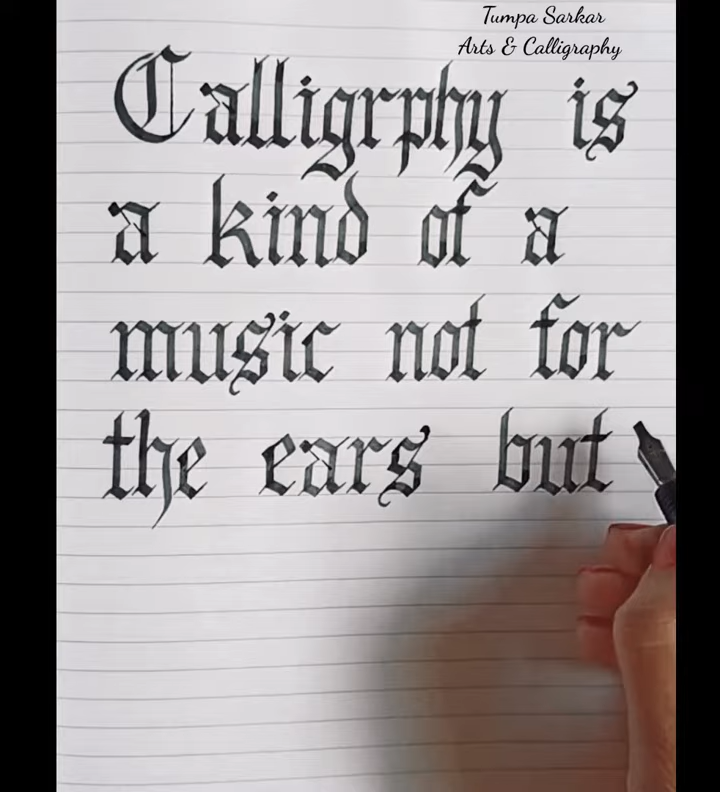 Tumpa Sarkar
Arts & Calligraphy
Calligrphy is
a kind of a
music not for
the ears but